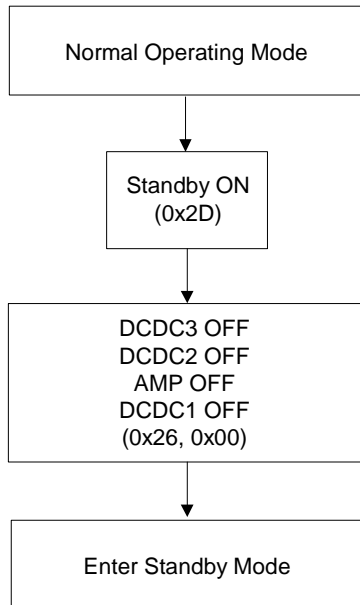 Normal Operating Mode
Standby ON
(0x2D)
DCDC3 OFF
DCDC2 OFF
AMP OFF
DCDC1 OFF
(0x26, 0x00)
Enter Standby Mode